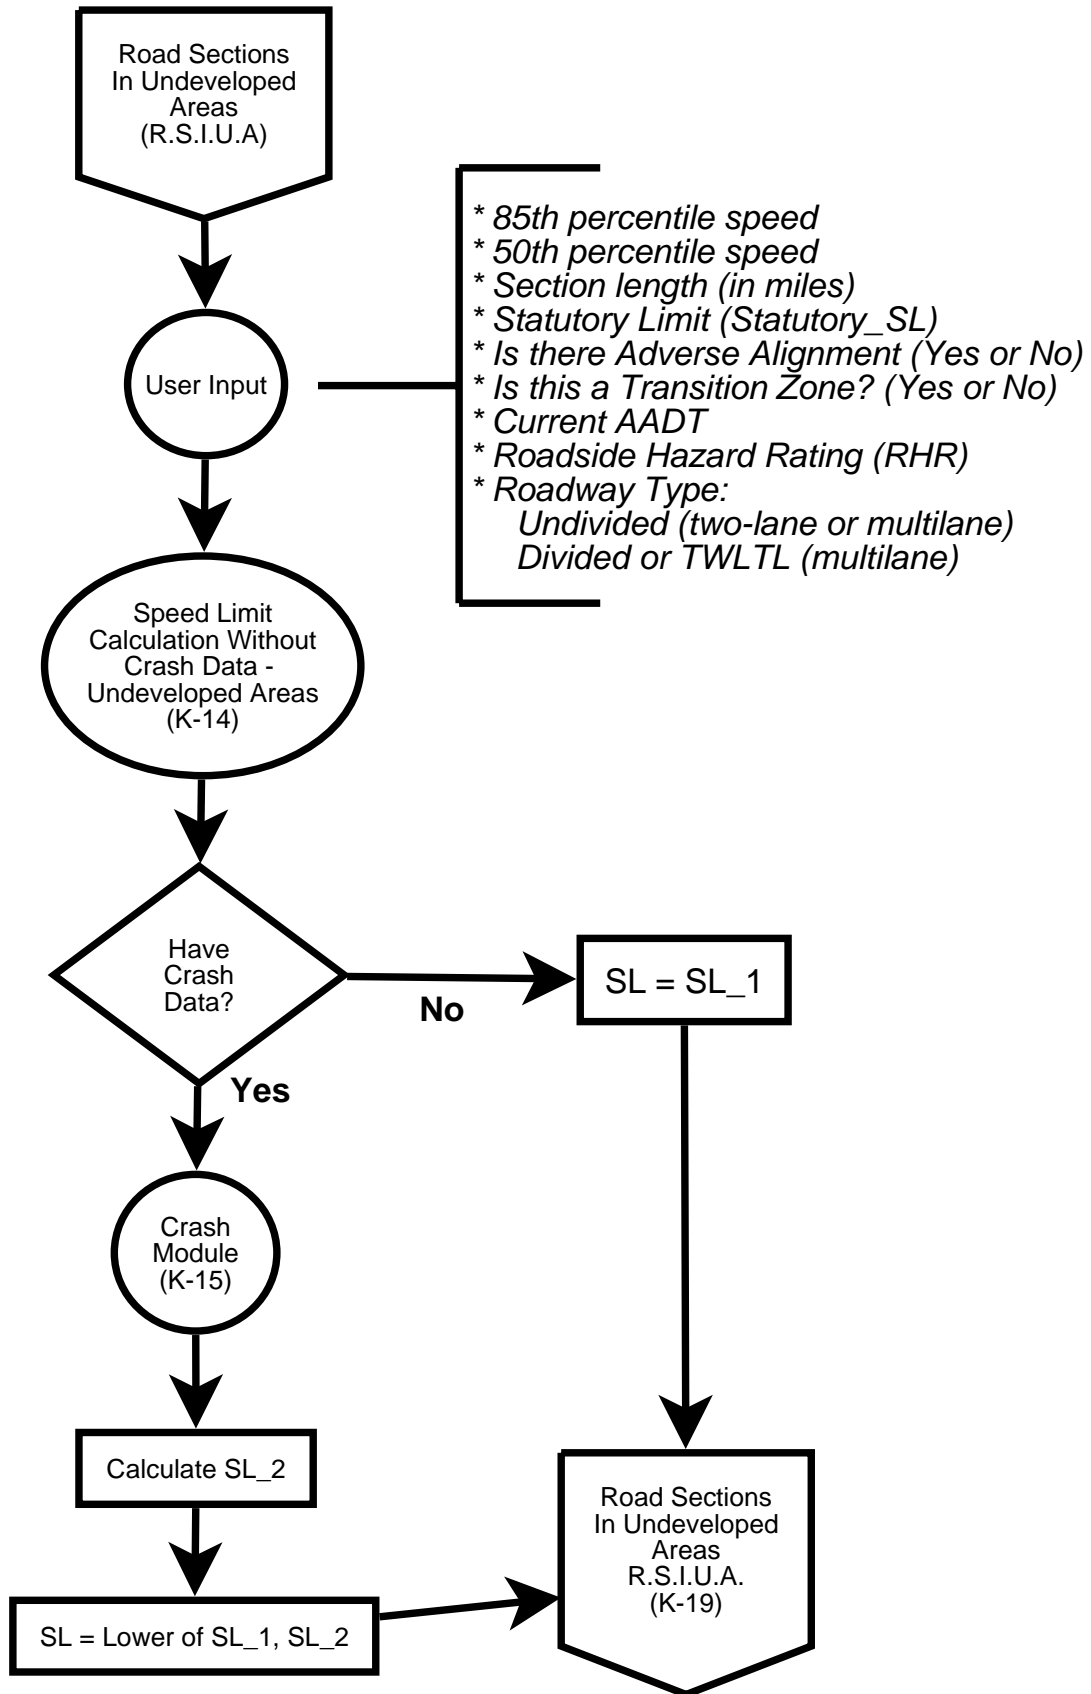 Road Sections
In Undeveloped
Areas
(R.S.I.U.A)
* 85th percentile speed
* 50th percentile speed
* Section length (in miles)
* Statutory Limit (Statutory_SL)
* Is there Adverse Alignment (Yes or No)
* Is this a Transition Zone? (Yes or No)
* Current AADT
* Roadside Hazard Rating (RHR)
* Roadway Type:
Undivided (two-lane or multilane)
Divided or TWLTL (multilane)
User Input
Speed Limit
Calculation Without
Crash Data -
Undeveloped Areas
(K-14)
Have
Crash
Data?
No
SL = SL_1
Yes
Crash
Module
(K-15)
Calculate SL_2
SL = Lower of SL_1, SL_2
Road Sections
In Undeveloped
Areas
R.S.I.U.A.
(K-19)